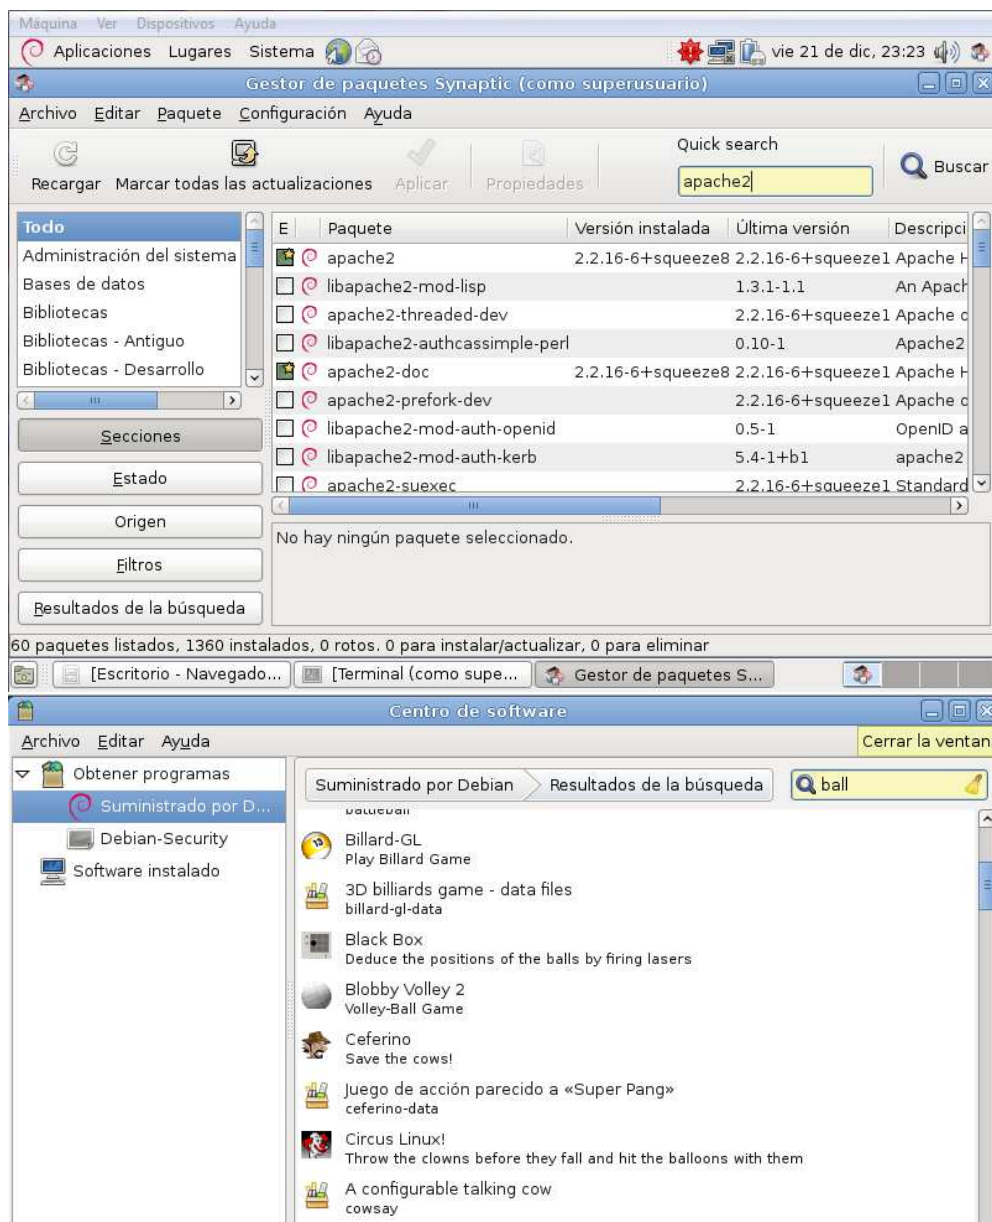 Máquina Ver Dispositivos Ayuda
Aplicaciones Lugares Sistema vie 21 de dic, 23:23
Gestor de paquetes Synaptic (como superusuario)
Archivo Editar Paquete Configuración Ayuda
Quick search
Recargar Marcar todas las actualizaciones Aplicar Propiedades apache2 Buscar
Todo
Administración del sistema
Bases de datos
Bibliotecas
Bibliotecas - Antiguo
Bibliotecas - Desarrollo
Secciones
Estado
Origen
Filtros
Resultados de la búsqueda
E Paquete Versión instalada Última versión Descripci
apache2 2.2.16-6+squeeze8 2.2.16-6+squeeze1 Apache H
libapache2-mod-lisp 1.3.1-1.1 An Apach
apache2-threaded-dev 2.2.16-6+squeeze1 Apache d
libapache2-authcassimple-perl 0.10-1 Apache2
apache2-doc 2.2.16-6+squeeze8 2.2.16-6+squeeze1 Apache H
apache2-prefork-dev 2.2.16-6+squeeze1 Apache d
libapache2-mod-auth-openid 0.5-1 OpenID a
libapache2-mod-auth-kerb 5.4-1+b1 apache2
apache2-suexec 2.2.16-6+squeeze1 Standard
No hay ningún paquete seleccionado.
60 paquetes listados, 1360 instalados, 0 rotos. 0 para instalar/actualizar, 0 para eliminar
[Escritorio - Navegado... [Terminal (como supe... Gestor de paquetes S...
Centro de software
Archivo Editar Ayuda Cerrar la ventan
Obtener programas
Suministrado por D...
Debian-Security
Software instalado
Suministrado por Debian Resultados de la búsqueda ball
battleball
Billard-GL
Play Billard Game
3D billiards game - data files
billard-gl-data
Black Box
Deduce the positions of the balls by firing lasers
Blobby Volley 2
Volley-Ball Game
Ceferino
Save the cows!
Juego de acción parecido a «Super Pang»
ceferino-data
Circus Linux!
Throw the clowns before they fall and hit the balloons with them
A configurable talking cow
cowsay